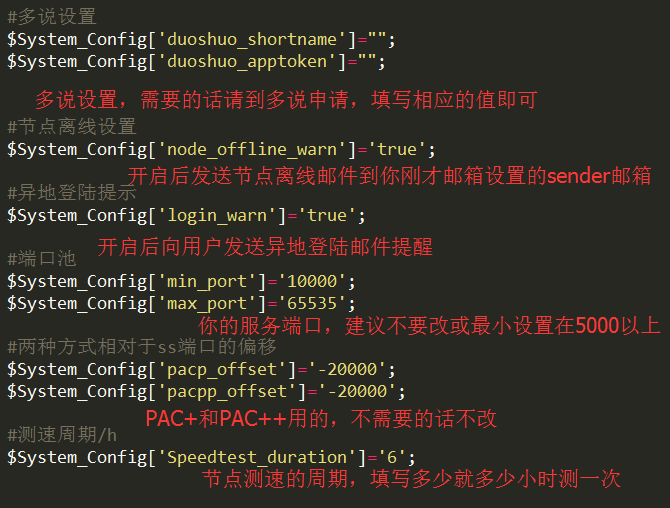 #多说设置
$System_Config['duoshuo_shortname']="";
$System_Config['duoshuo_apptoken']="";
多说设置，需要的话请到多说申请，填写相应的值即可
#节点离线设置
$System_Config['node_offline_warn']='true';
开启后发送节点离线邮件到你刚才邮箱设置的sender邮箱
#异地登陆提示
$System_Config['login_warn']='true';
开启后向用户发送异地登陆邮件提醒
#端口池
$System_Config['min_port']='10000';
$System_Config['max_port']='65535';
你的服务端口，建议不要改或最小设置在5000以上
#两种方式相对于ss端口的偏移
$System_Config['pacp_offset']='-20000';
$System_Config['pacpp_offset']='-20000';
PAC+和PAC++用的，不需要的话不改
#测速周期/h
$System_Config['Speedtest_duration']='6';
节点测速的周期，填写多少就多少小时测一次